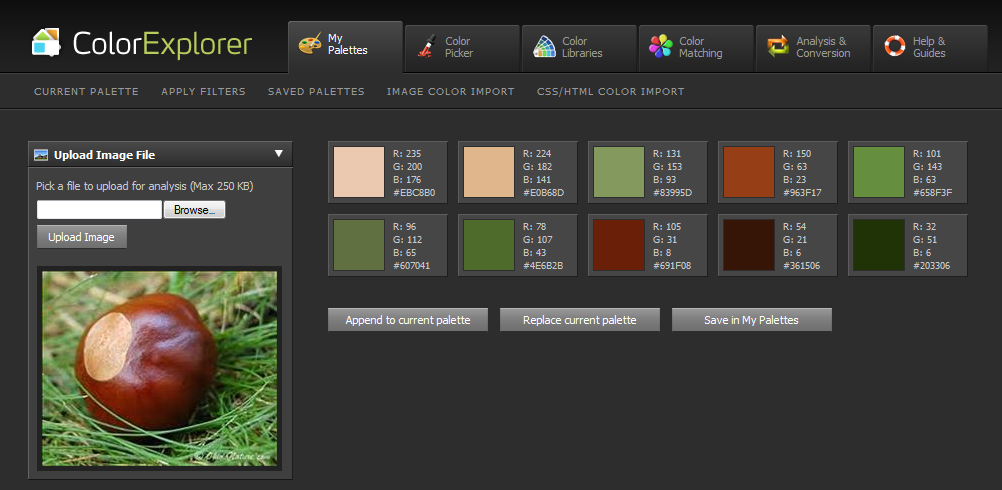 ColorExplorer
My
Palettes
Color
Picker
Color
Libraries
Color
Matching
Analysis &
Conversion
Help &
Guides
CURRENT PALETTE APPLY FILTERS SAVED PALETTES IMAGE COLOR IMPORT CSS/HTML COLOR IMPORT
Upload Image File
Pick a file to upload for analysis (Max 250 KB)
Browse...
Upload Image
R: 235
G: 200
B: 176
#EBC8B0
R: 224
G: 182
B: 141
#E0B68D
R: 131
G: 153
B: 93
#83995D
R: 150
G: 63
B: 23
#963F17
R: 101
G: 143
B: 63
#658F3F
R: 96
G: 112
B: 65
#607041
R: 78
G: 107
B: 43
#4E6B2B
R: 105
G: 31
B: 8
#691F08
R: 54
G: 21
B: 6
#361506
R: 32
G: 51
B: 6
#203306
Append to current palette
Replace current palette
Save in My Palettes